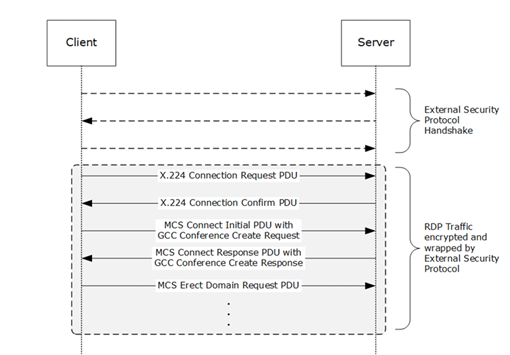 Client
Server
External Security
Protocol
Handshake
X.224 Connection Request PDU
X.224 Connection Confirm PDU
MCS Connect Initial PDU with
GCC Conference Create Request
MCS Connect Response PDU with
GCC Conference Create Response
MCS Erect Domain Request PDU
RDP Traffic
encrypted and
wrapped by
External Security
Protocol